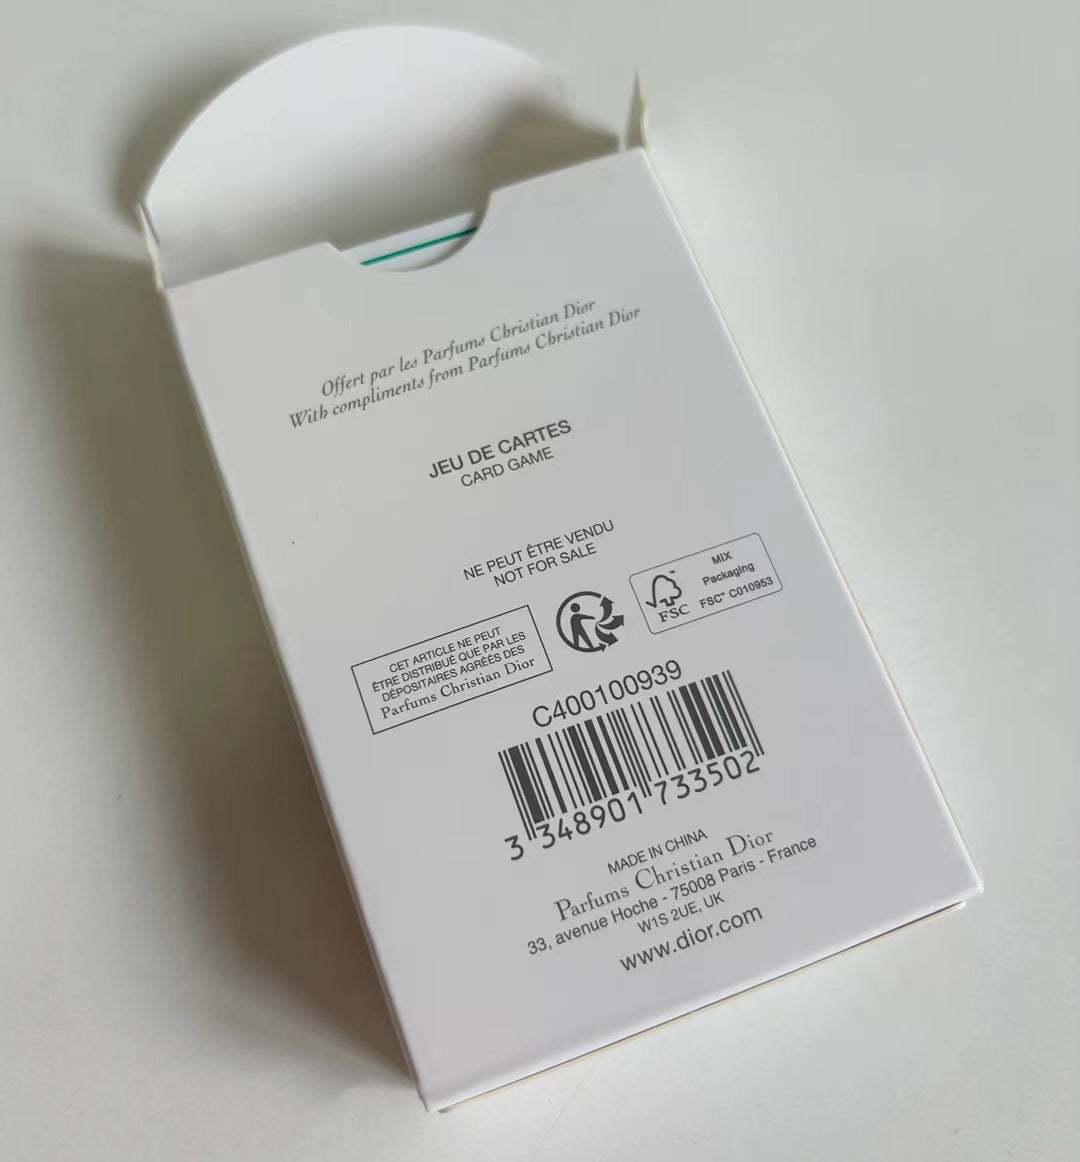 Offert par les Parfums Christian Dior
With compliments from Parfums Christian Dior
JEU DE CARTES
CARD GAME
NE PEUT ÊTRE VENDU
NOT FOR SALE
CET ARTICLE NE PEUT
ÊTRE DISTRIBUÉ QUE PAR LES
DÉPOSITAIRES AGRÉÉS DES
Parfums Christian Dior
FSC™
MIX
Packaging
FSC™ C010953
C400100939
3 348901 733502
MADE IN CHINA
Parfums Christian Dior
33, avenue Hoche - 75008 Paris - France
W1S 2UE, UK
www.dior.com